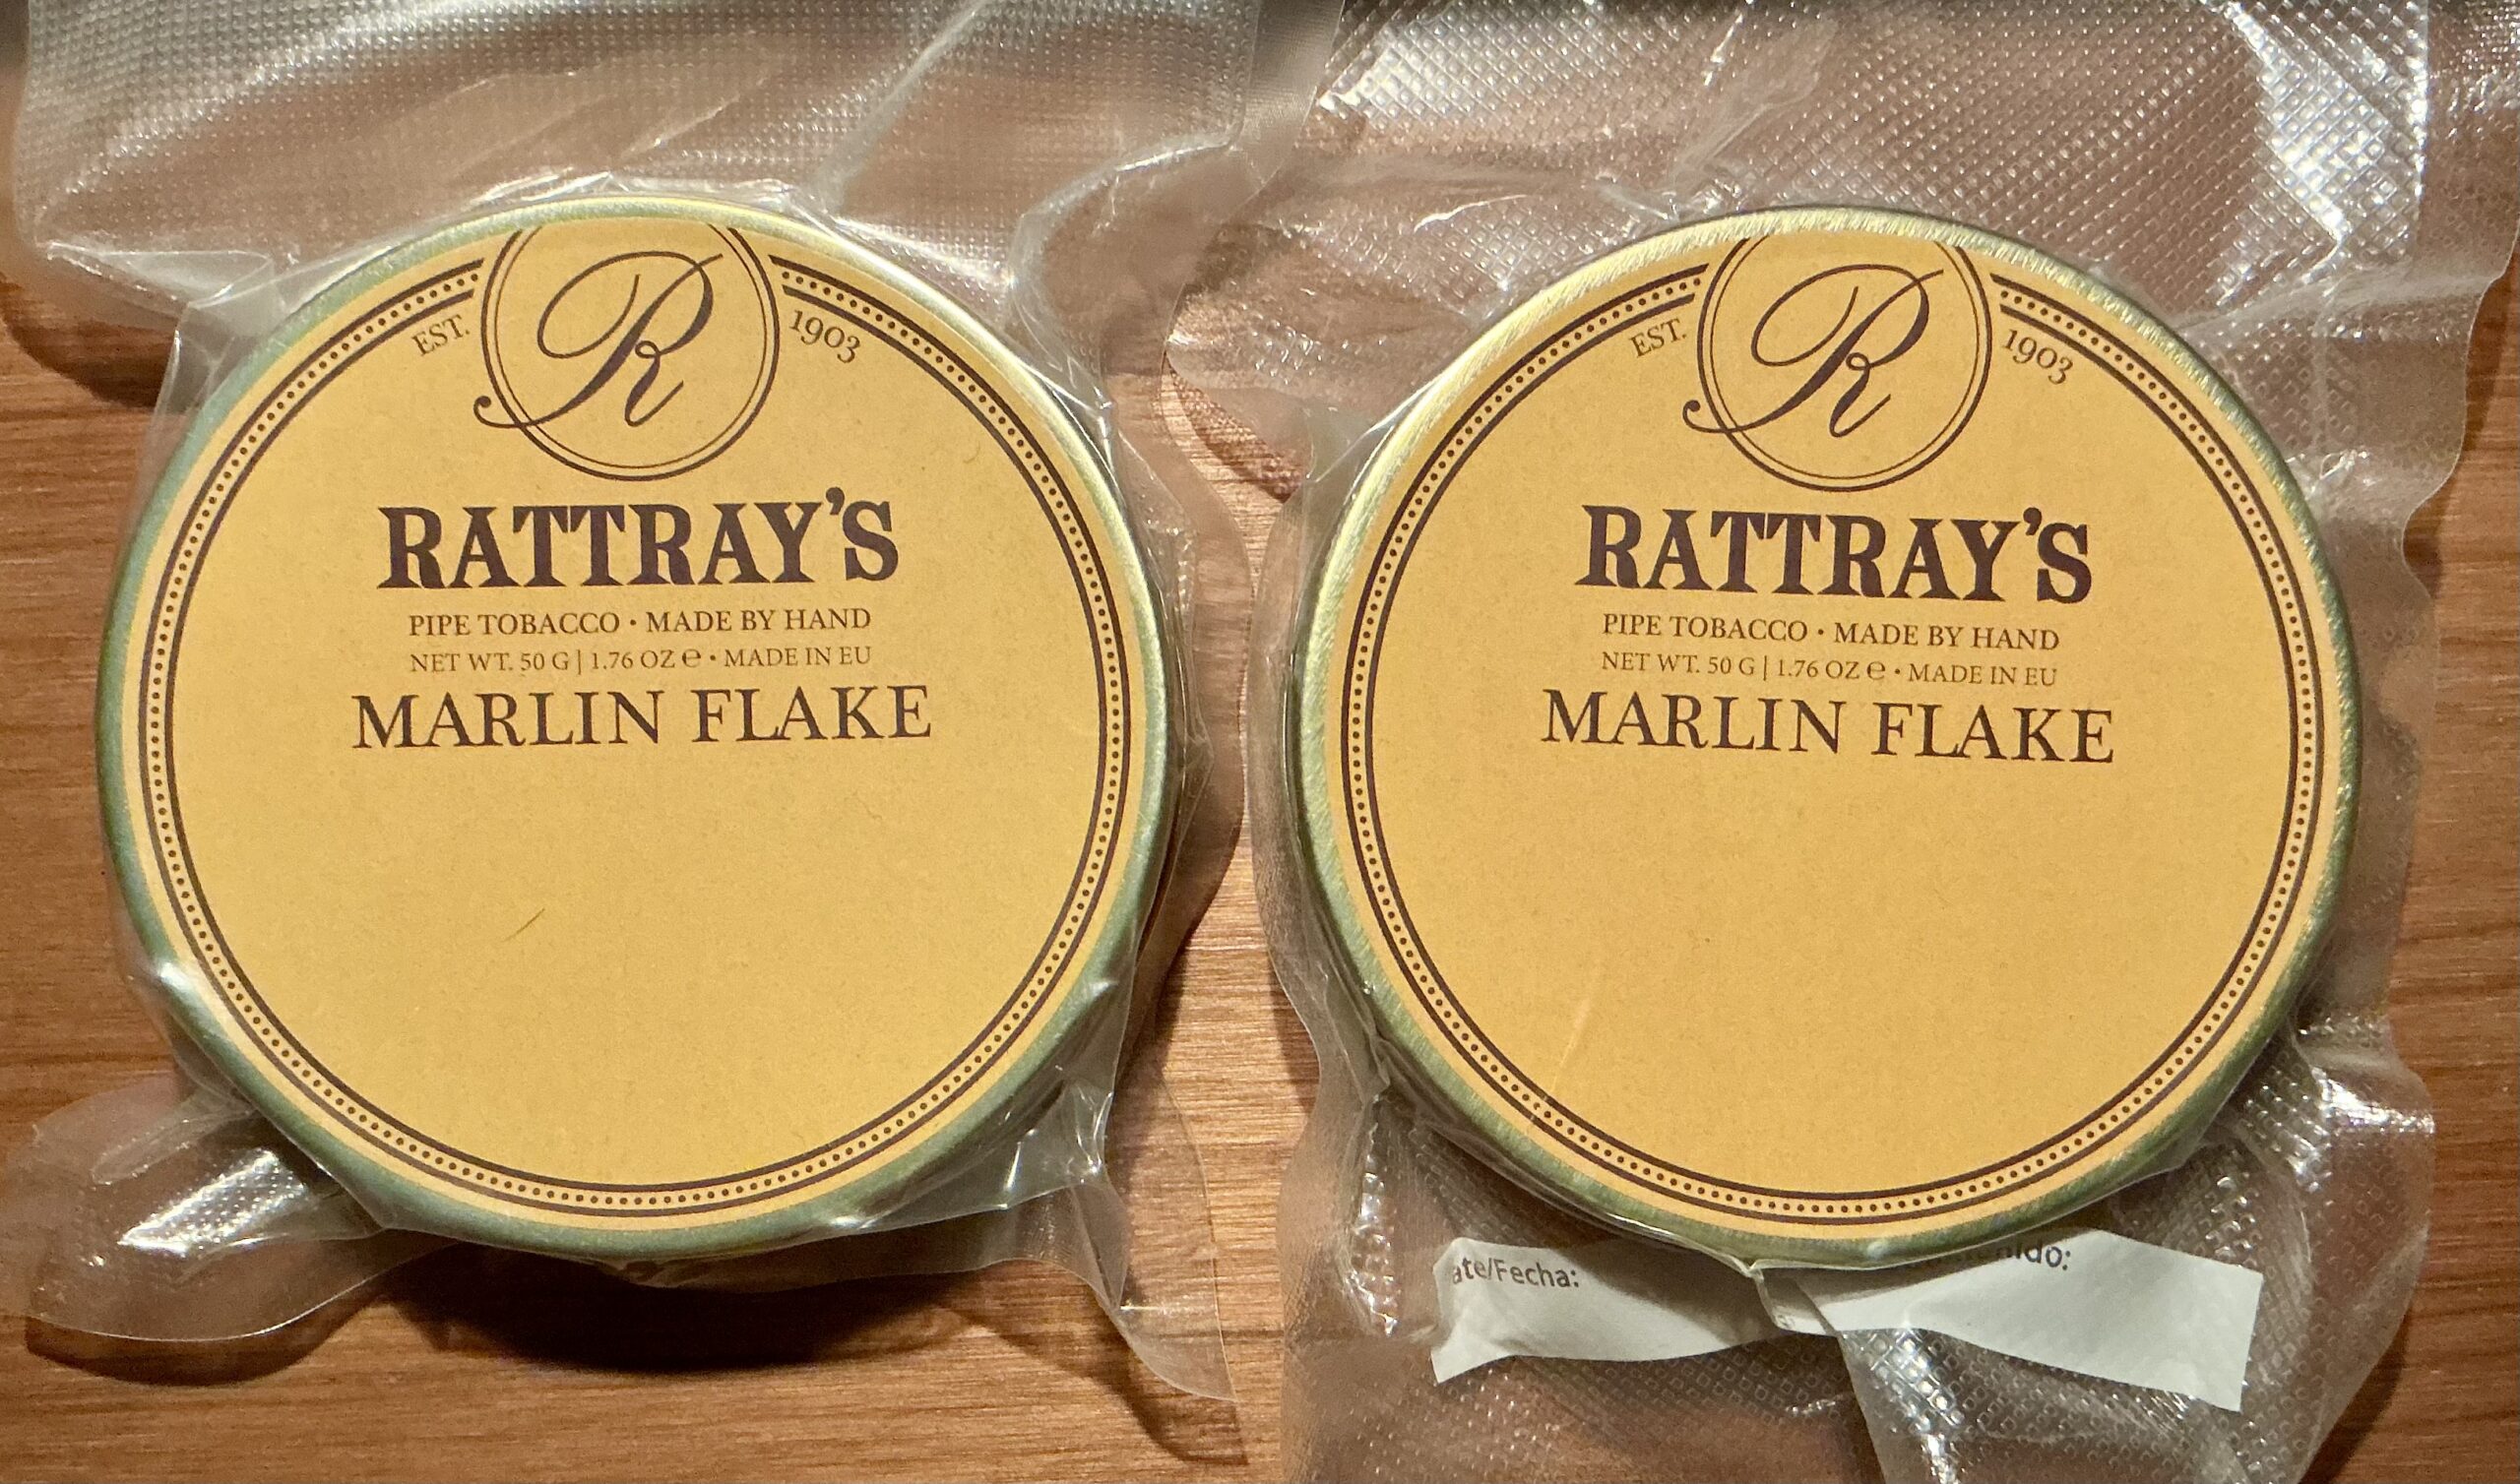 R
EST. 1903
RATTRAY'S
PIPE TOBACCO • MADE BY HAND
NET WT. 50 G | 1.76 OZ ℮ • MADE IN EU
MARLIN FLAKE
R
EST. 1903
RATTRAY'S
PIPE TOBACCO • MADE BY HAND
NET WT. 50 G | 1.76 OZ ℮ • MADE IN EU
MARLIN FLAKE
ate/Fecha: